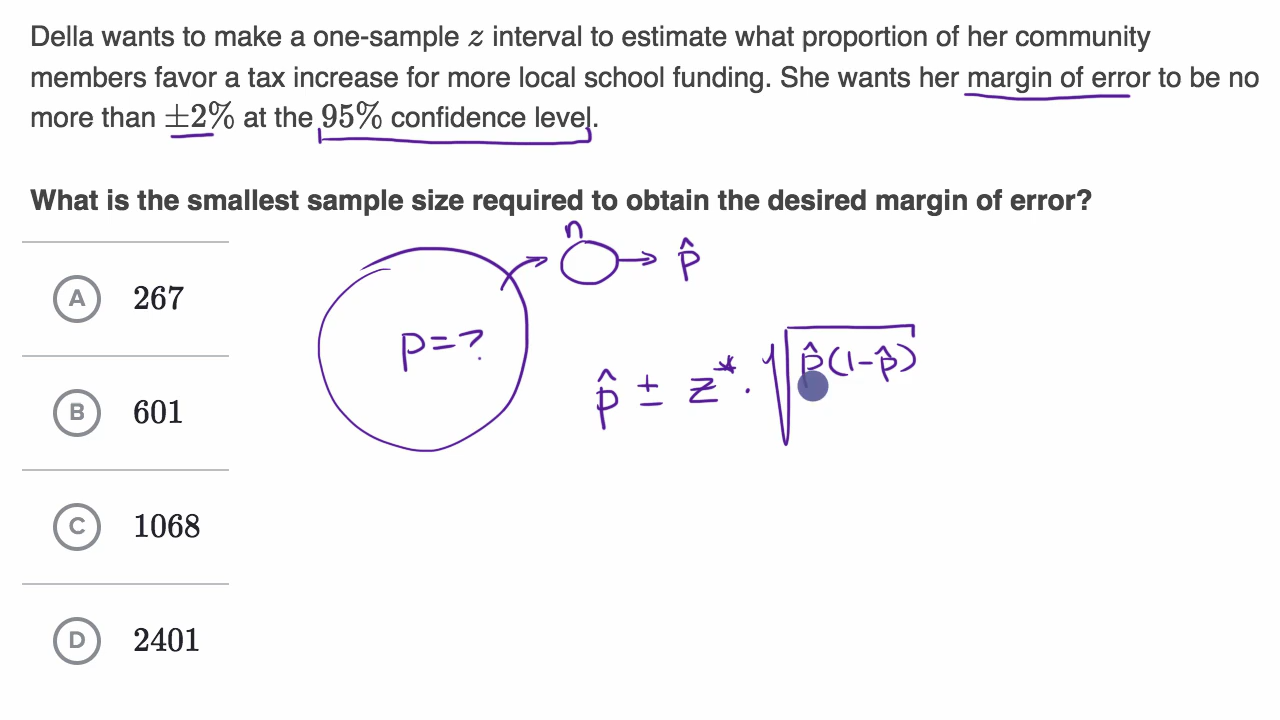 Della wants to make a one-sample z interval to estimate what proportion of her community
members favor a tax increase for more local school funding. She wants her margin of error to be no
more than ±2% at the 95% confidence level.
What is the smallest sample size required to obtain the desired margin of error?
n
p̂
A 267
p=?
p̂ ± z* · √p̂(1-p̂)
B 601
C 1068
D 2401